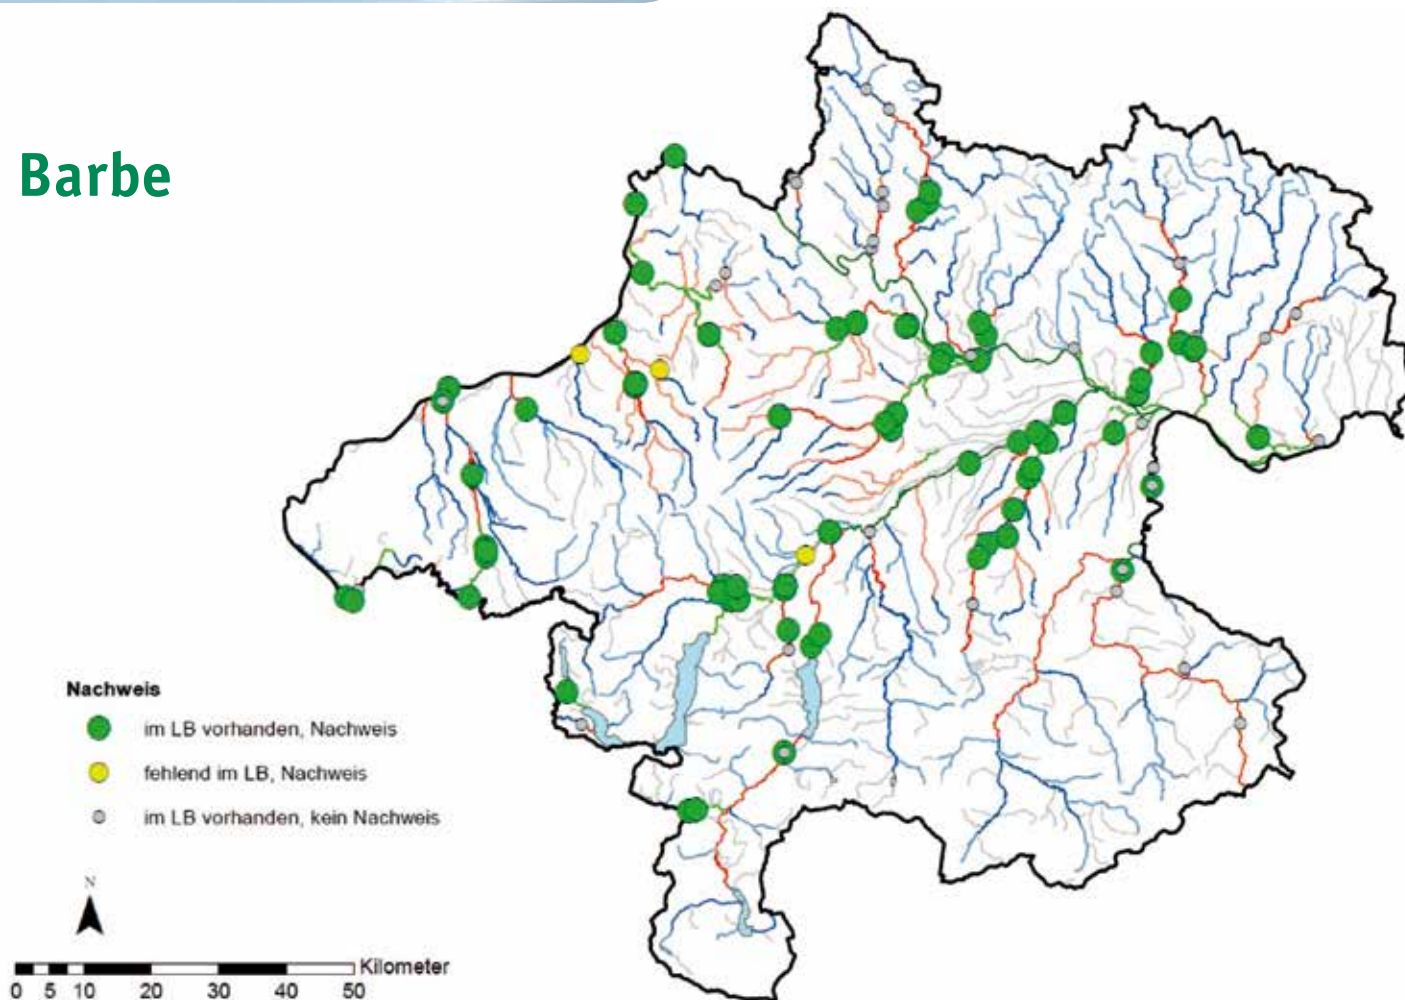 Barbe
Nachweis
im LB vorhanden, Nachweis
fehlend im LB, Nachweis
im LB vorhanden, kein Nachweis
N
Kilometer
0 5 10 20 30 40 50